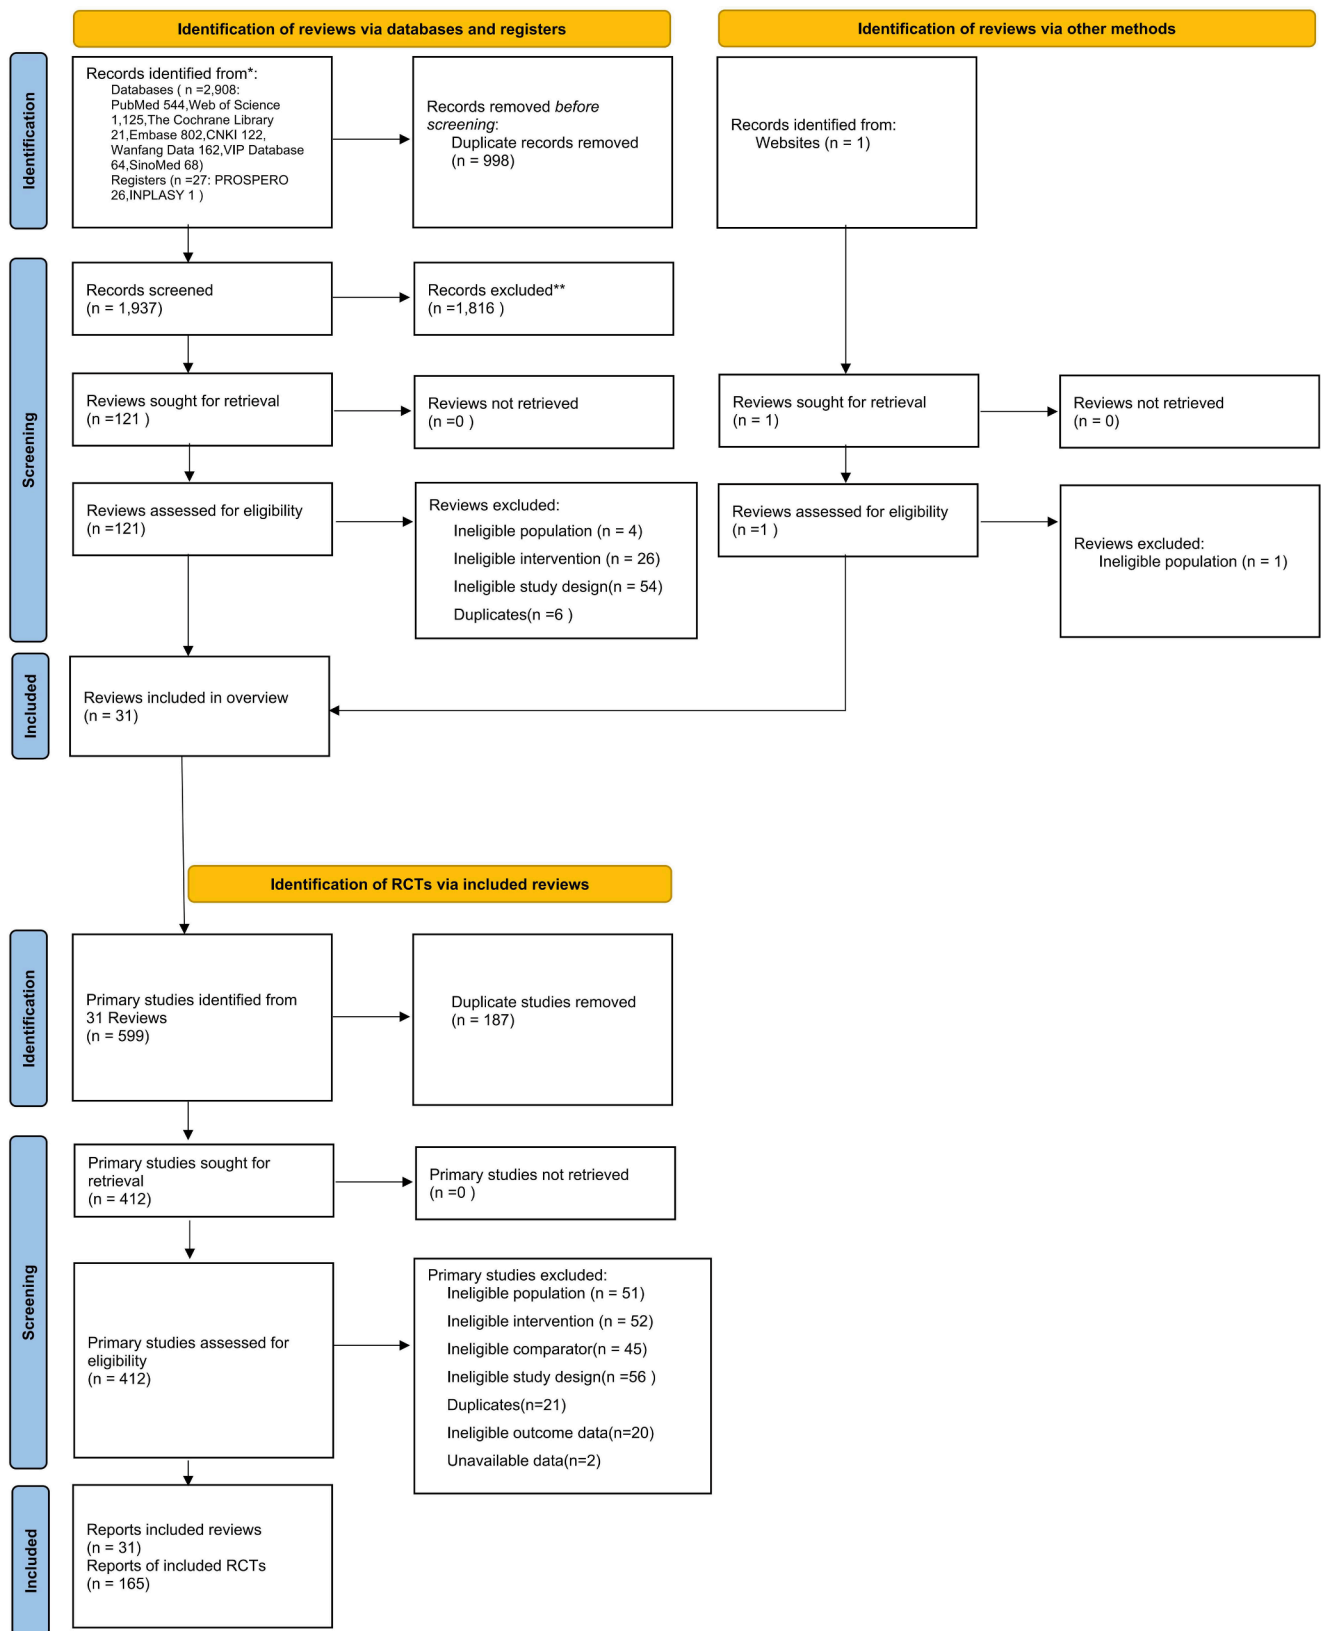 Identification of reviews via databases and registers
Identification of reviews via other methods
Identification
Records identified from*:
Databases ( n =2,908:
PubMed 544,Web of Science
1,125,The Cochrane Library
21,Embase 802,CNKI 122,
Wanfang Data 162,VIP Database
64,SinoMed 68)
Registers (n =27: PROSPERO
26,INPLASY 1 )
Records removed before
screening:
Duplicate records removed
(n = 998)
Records identified from:
Websites (n = 1)
Screening
Records screened
(n = 1,937)
Records excluded**
(n =1,816 )
Reviews sought for retrieval
(n =121 )
Reviews not retrieved
(n =0 )
Reviews sought for retrieval
(n = 1)
Reviews not retrieved
(n = 0)
Reviews assessed for eligibility
(n =121)
Reviews excluded:
Ineligible population (n = 4)
Ineligible intervention (n = 26)
Ineligible study design(n = 54)
Duplicates(n =6 )
Reviews assessed for eligibility
(n =1 )
Reviews excluded:
Ineligible population (n = 1)
Included
Reviews included in overview
(n = 31)
Identification of RCTs via included reviews
Identification
Primary studies identified from
31 Reviews
(n = 599)
Duplicate studies removed
(n = 187)
Screening
Primary studies sought for
retrieval
(n = 412)
Primary studies not retrieved
(n =0 )
Primary studies assessed for
eligibility
(n = 412)
Primary studies excluded:
Ineligible population (n = 51)
Ineligible intervention (n = 52)
Ineligible comparator(n = 45)
Ineligible study design(n =56 )
Duplicates(n=21)
Ineligible outcome data(n=20)
Unavailable data(n=2)
Included
Reports included reviews
(n = 31)
Reports of included RCTs
(n = 165)